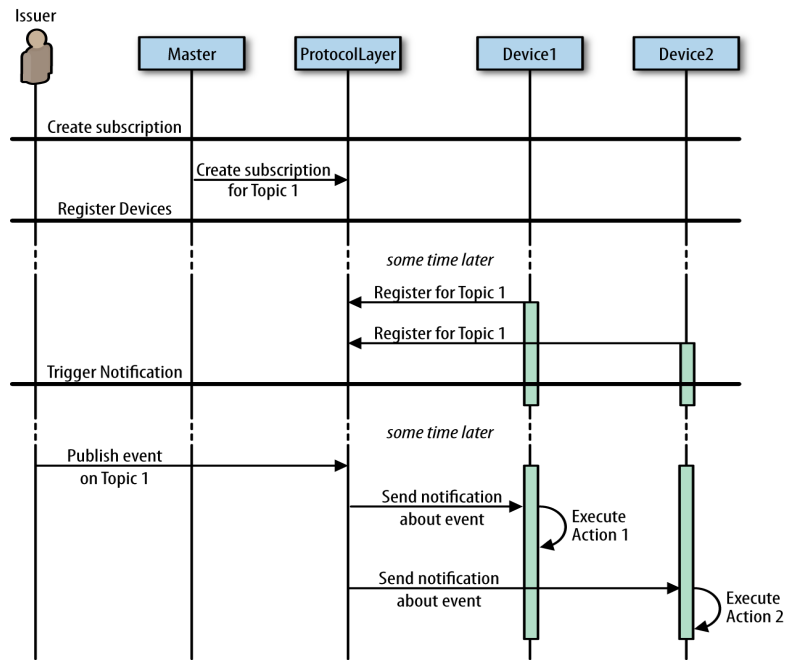 Issuer
Master
ProtocolLayer
Device1
Device2
Create subscription
Create subscription
for Topic 1
Register Devices
some time later
Register for Topic 1
Register for Topic 1
Trigger Notification
some time later
Publish event
on Topic 1
Send notification
about event
Execute
Action 1
Send notification
about event
Execute
Action 2